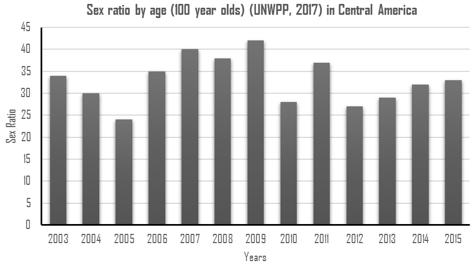 Sex ratio by age (100 year olds) (UNWPP, 2017) in Central America
45
40
35
30
25
20
15
10
5
0
Sex Ratio
2003 2004 2005 2006 2007 2008 2009 2010 2011 2012 2013 2014 2015
Years